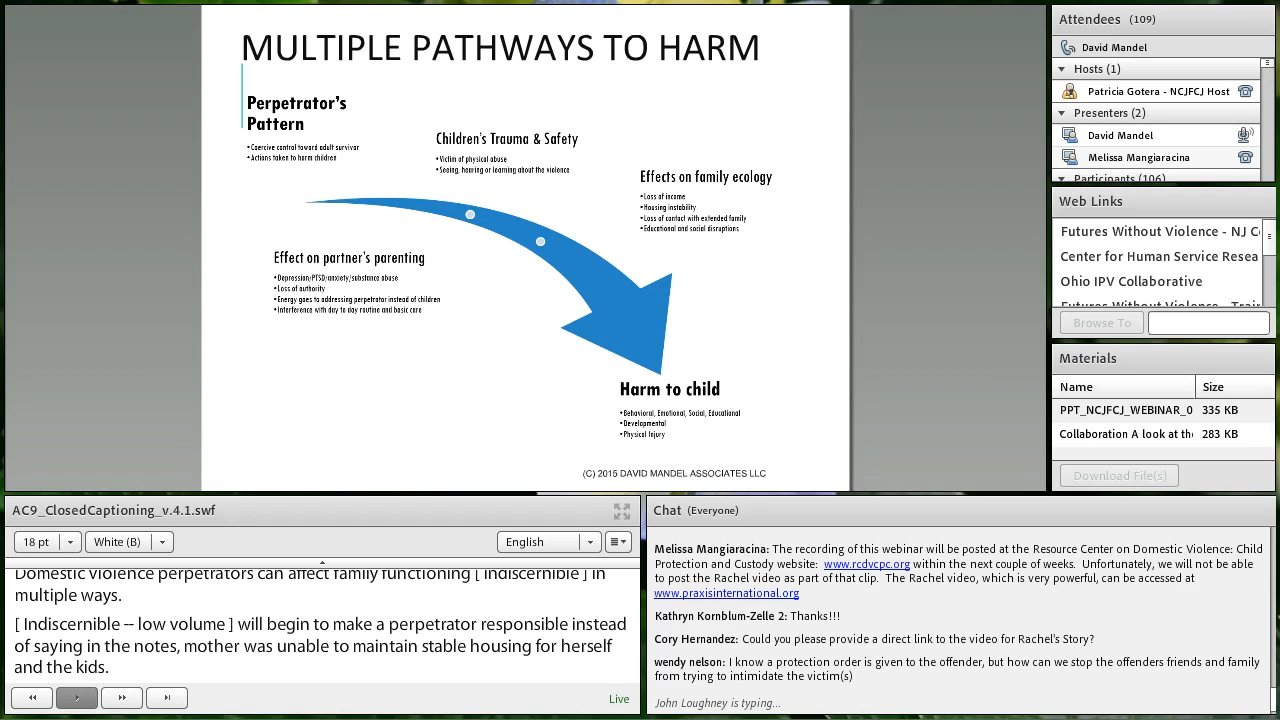 MULTIPLE PATHWAYS TO HARM
Perpetrator's
Pattern
•Coercive control toward adult survivor
•Actions taken to harm children
Children's Trauma & Safety
•Victim of physical abuse
•Seeing, hearing or learning about the violence
Effects on family ecology
•Loss of income
•Housing instability
•Loss of contact with extended family
•Educational and social disruptions
Effect on partner's parenting
•Depression/PTSD/anxiety/substance abuse
•Loss of authority
•Energy goes to addressing perpetrator instead of children
•Interference with day to day routine and basic care
Harm to child
•Behavioral, Emotional, Social, Educational
•Developmental
•Physical Injury
(C) 2015 DAVID MANDEL ASSOCIATES LLC
Attendees (109)
David Mandel
Hosts (1)
Patricia Gotera - NCJFCJ Host
Presenters (2)
David Mandel
Melissa Mangiaracina
Participants (106)
Web Links
Futures Without Violence - NJ C
Center for Human Service Resea
Ohio IPV Collaborative
Futures Without Violence - Train
Browse To
Materials
Name Size
PPT_NCJFCJ_WEBINAR_0 335 KB
Collaboration A look at the 283 KB
Download File(s)
AC9_ClosedCaptioning_v.4.1.swf
18 pt White (B) English
Domestic violence perpetrators can affect family functioning [ indiscernible ] in
multiple ways.
[ Indiscernible -- low volume ] will begin to make a perpetrator responsible instead
of saying in the notes, mother was unable to maintain stable housing for herself
and the kids.
Live
Chat (Everyone)
Melissa Mangiaracina: The recording of this webinar will be posted at the Resource Center on Domestic Violence: Child
Protection and Custody website: www.rcdvcpc.org within the next couple of weeks. Unfortunately, we will not be able
to post the Rachel video as part of that clip. The Rachel video, which is very powerful, can be accessed at
www.praxisinternational.org
Kathryn Kornblum-Zelle 2: Thanks!!!
Cory Hernandez: Could you please provide a direct link to the video for Rachel's Story?
wendy nelson: I know a protection order is given to the offender, but how can we stop the offenders friends and family
from trying to intimidate the victim(s)
John Loughney is typing...